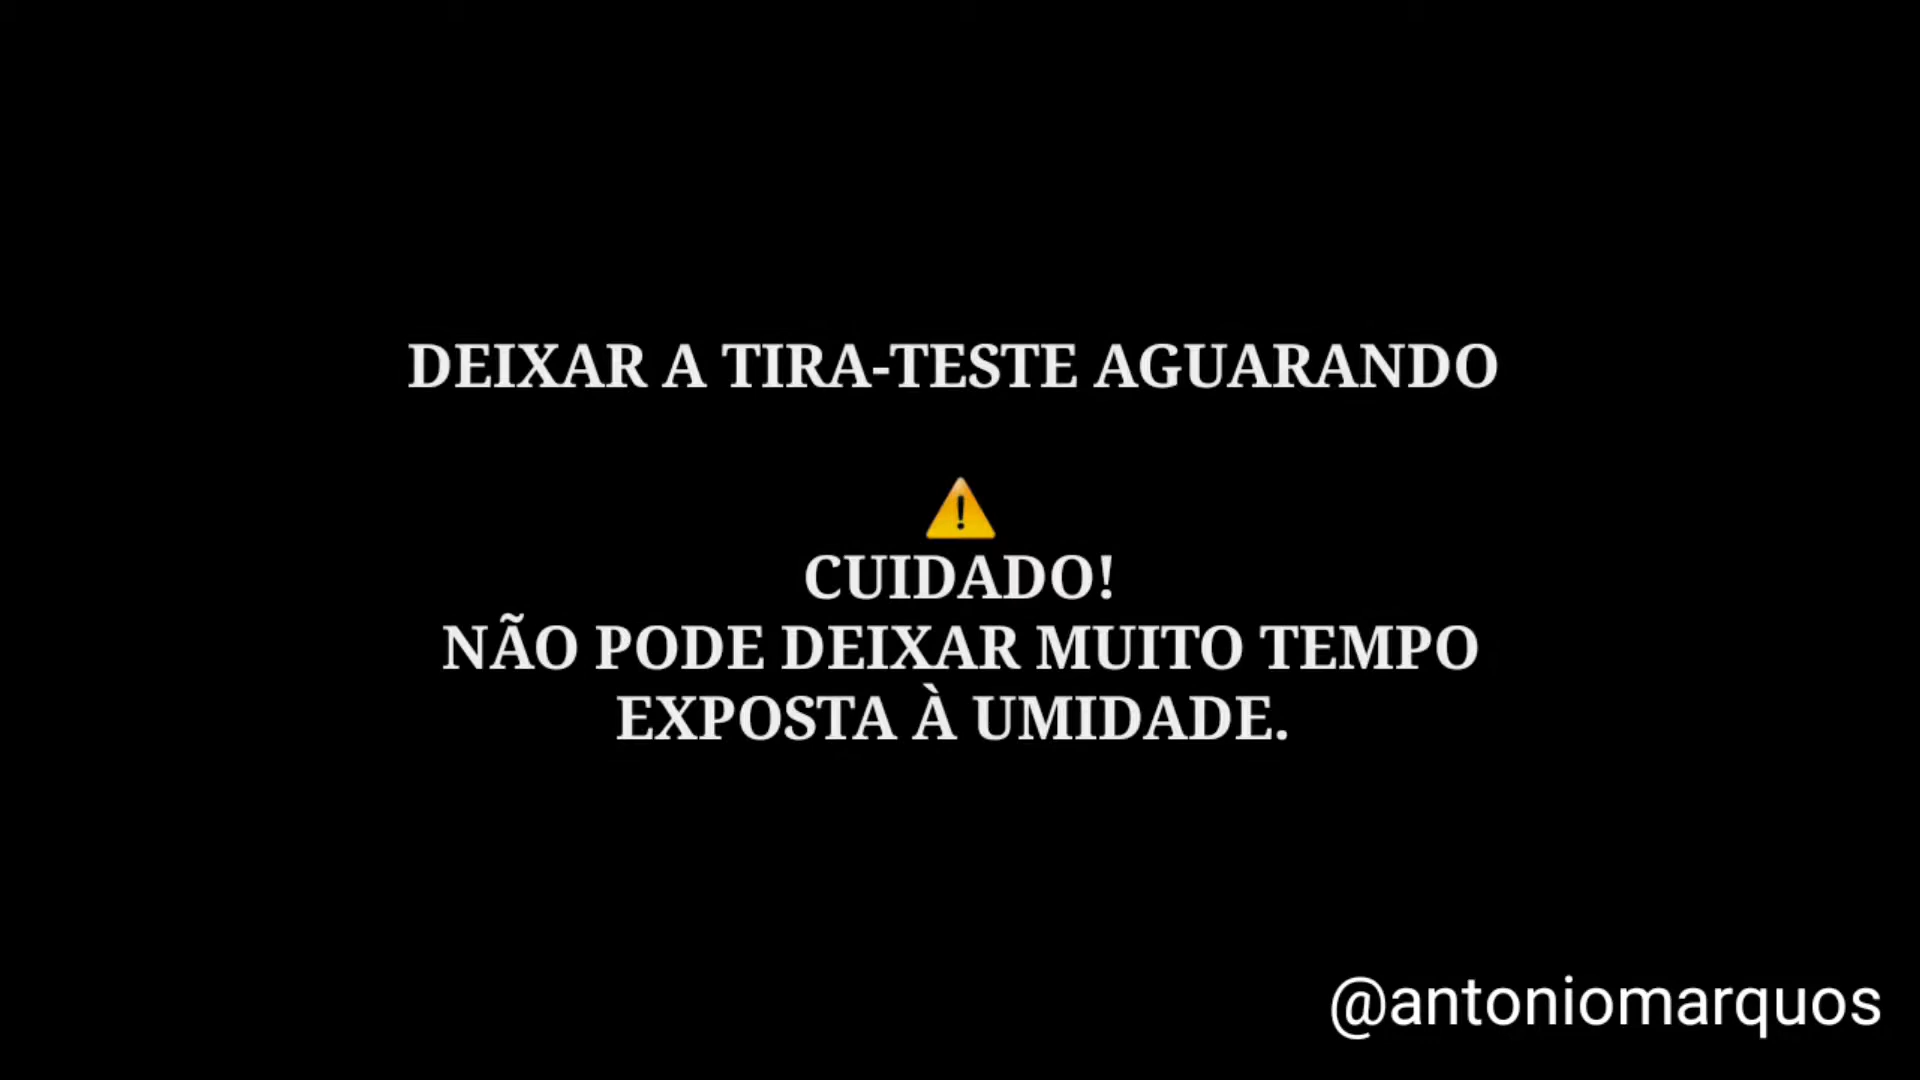 DEIXAR A TIRA-TESTE AGUARANDO
⚠️
CUIDADO!
NÃO PODE DEIXAR MUITO TEMPO
EXPOSTA À UMIDADE.
@antoniomarquos